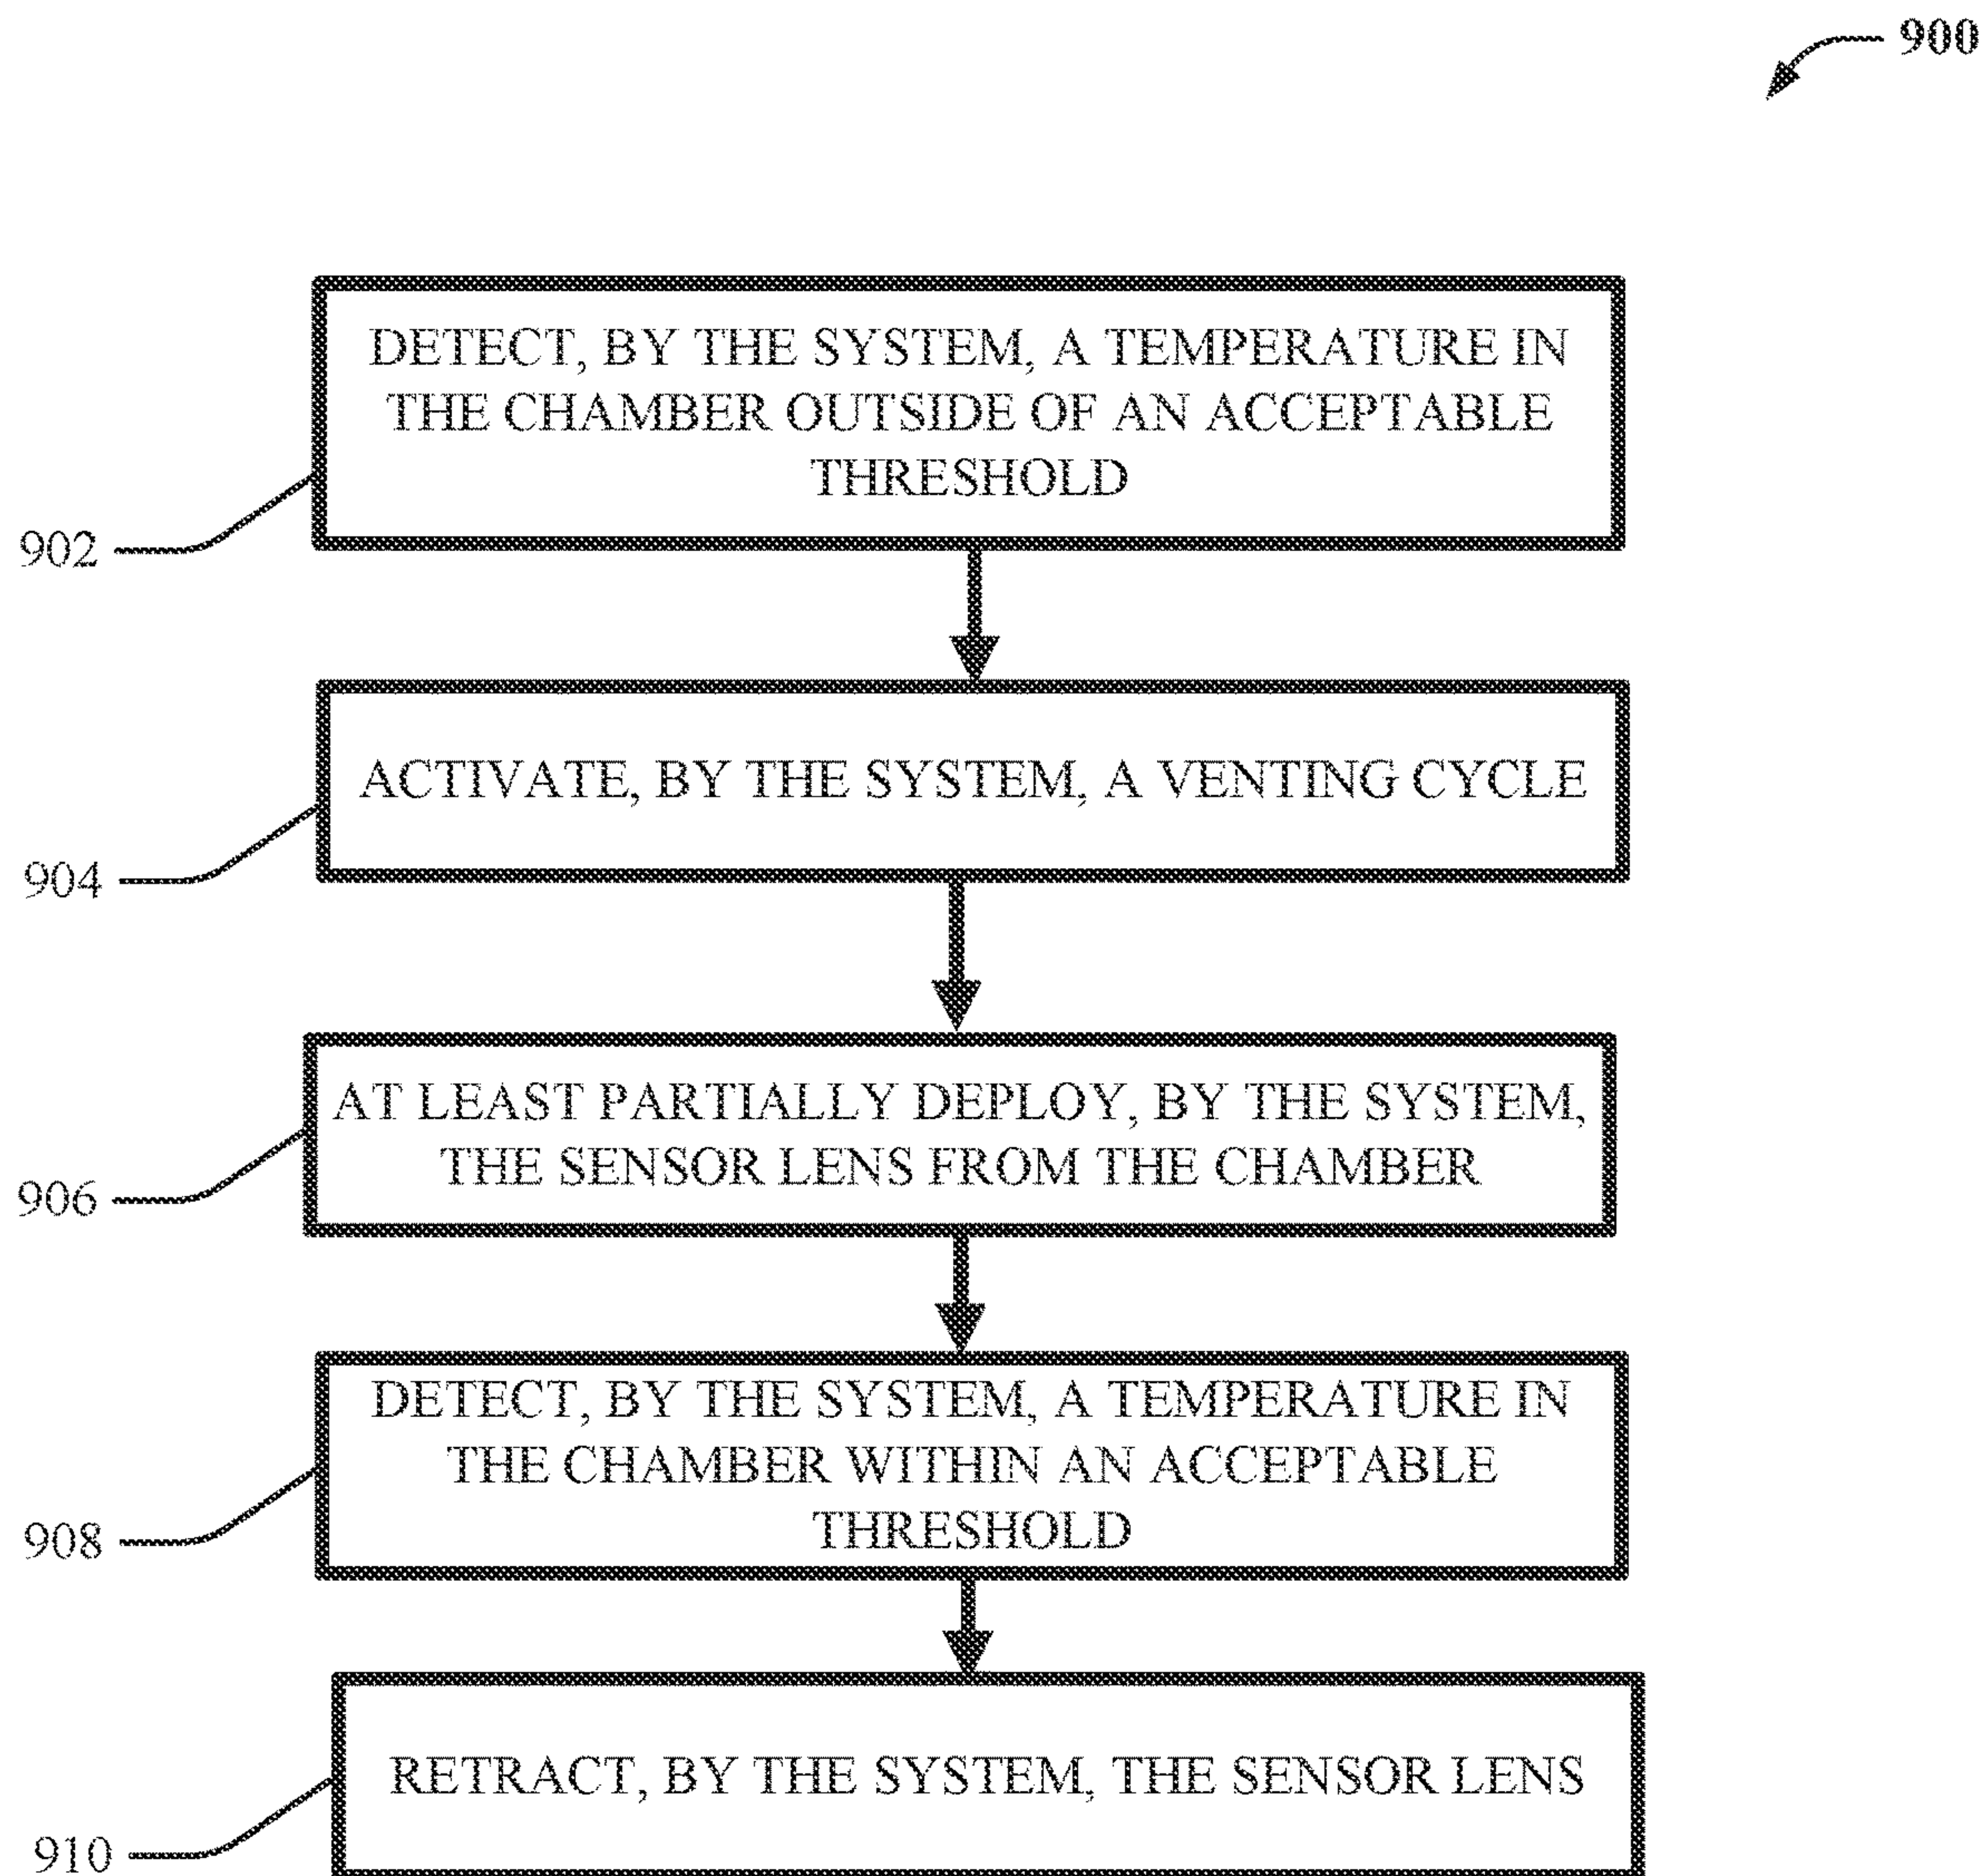 900
DETECT, BY THE SYSTEM, A TEMPERATURE IN
THE CHAMBER OUTSIDE OF AN ACCEPTABLE
THRESHOLD
902
ACTIVATE, BY THE SYSTEM, A VENTING CYCLE
904
AT LEAST PARTIALLY DEPLOY, BY THE SYSTEM,
THE SENSOR LENS FROM THE CHAMBER
906
DETECT, BY THE SYSTEM, A TEMPERATURE IN
THE CHAMBER WITHIN AN ACCEPTABLE
THRESHOLD
908
RETRACT, BY THE SYSTEM, THE SENSOR LENS
910